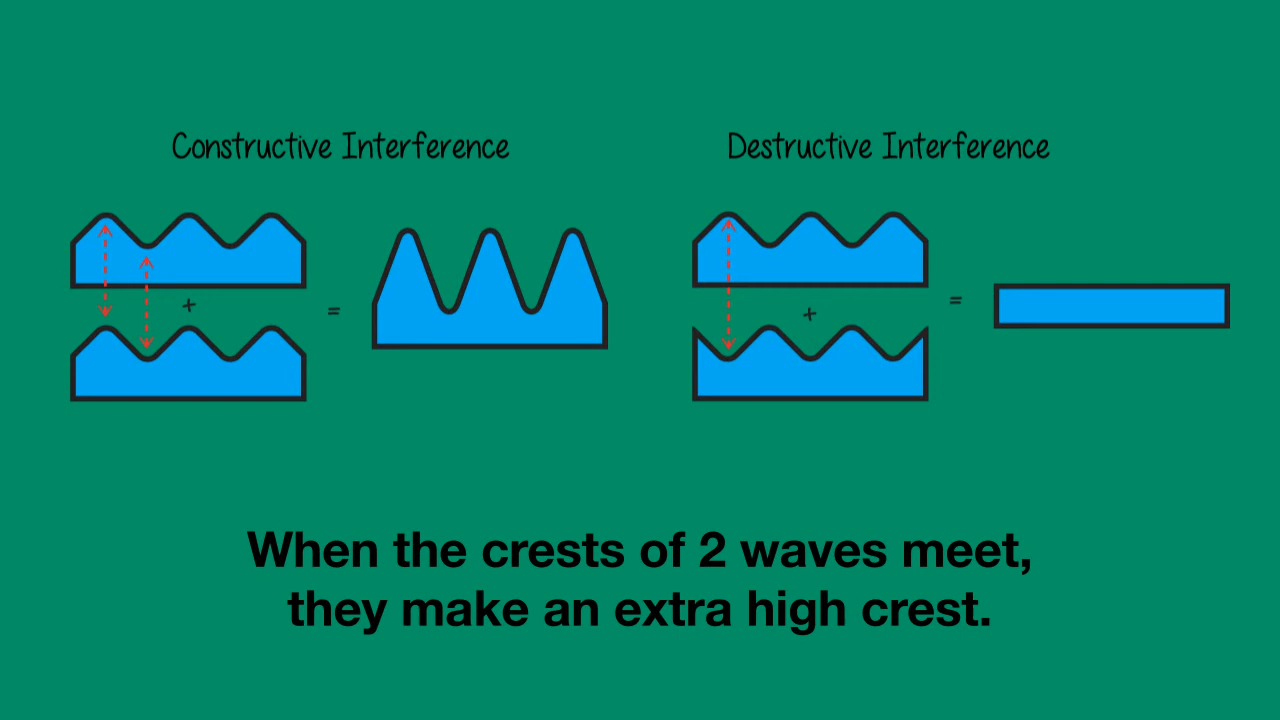 Constructive Interference
Destructive Interference
+
=
+
=
When the crests of 2 waves meet,
they make an extra high crest.